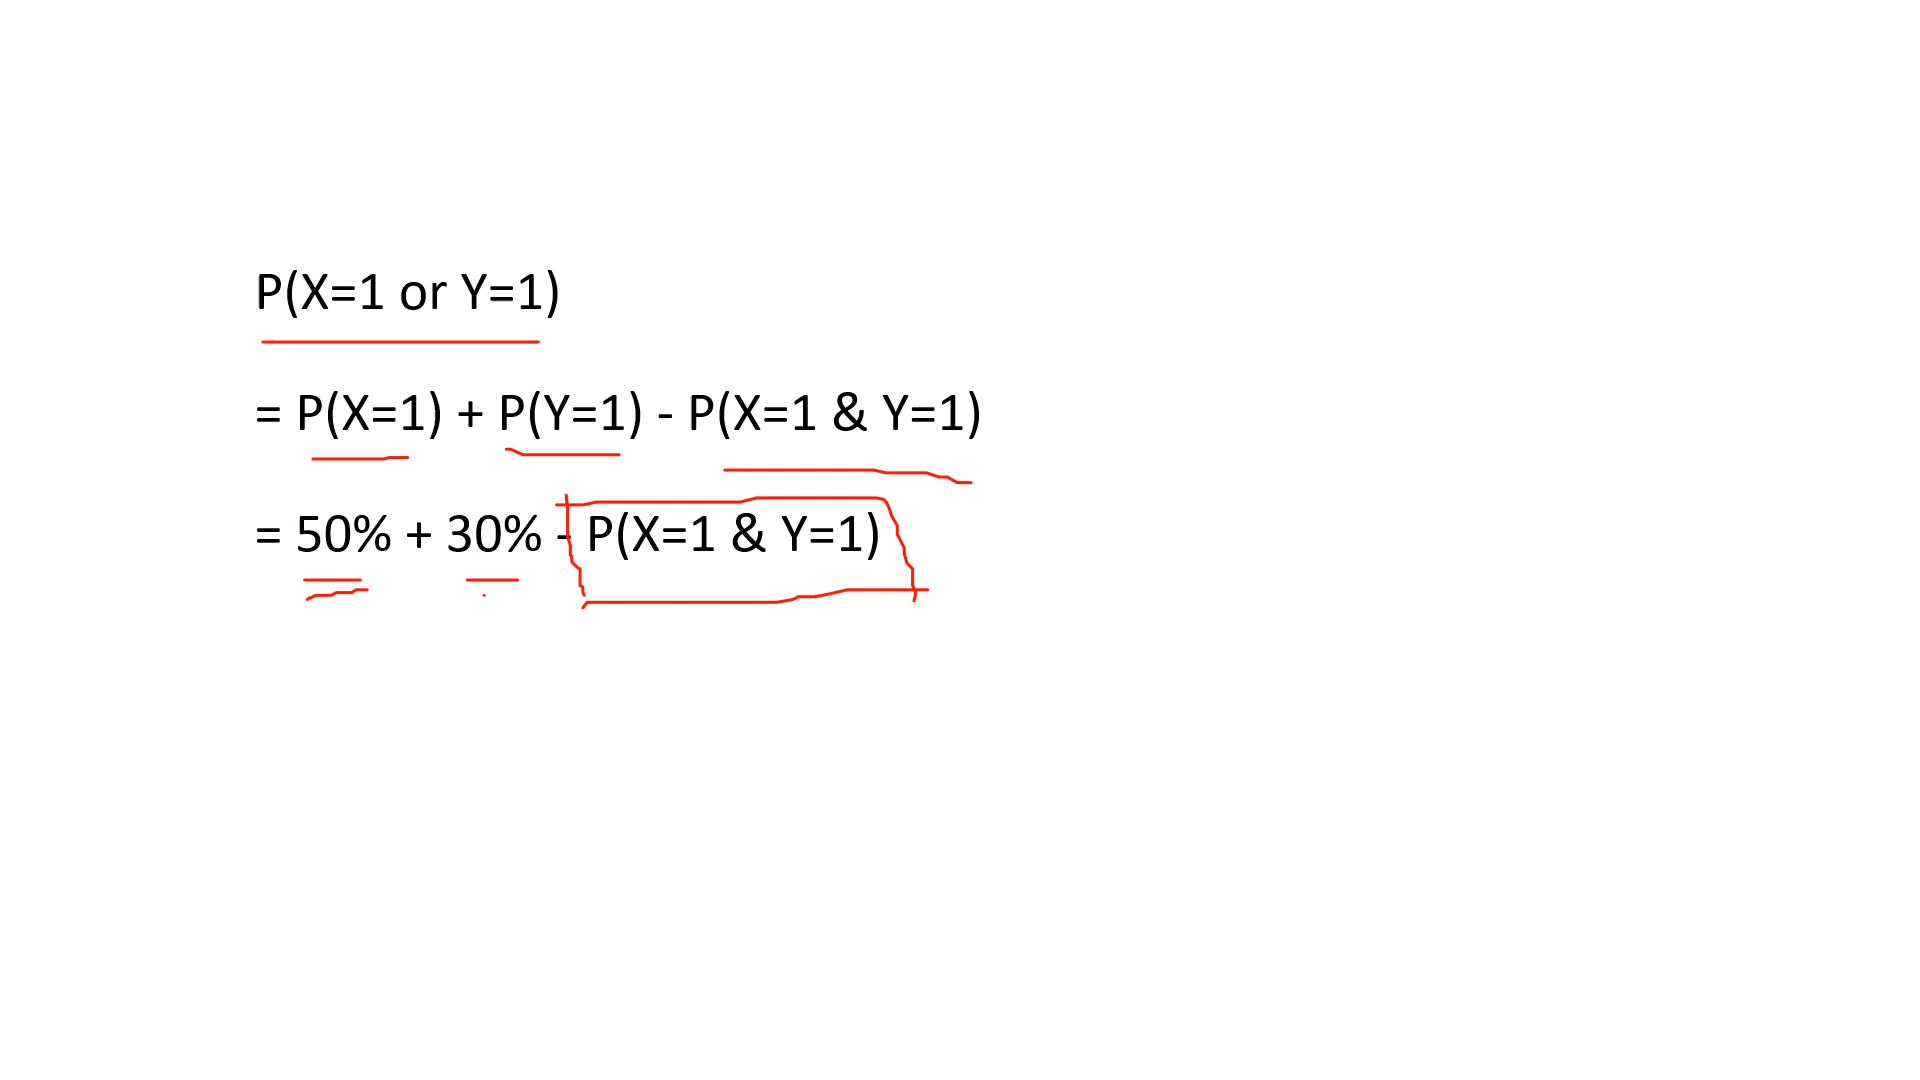 P(X=1 or Y=1)
= P(X=1) + P(Y=1) - P(X=1 & Y=1)
= 50% + 30% - P(X=1 & Y=1)